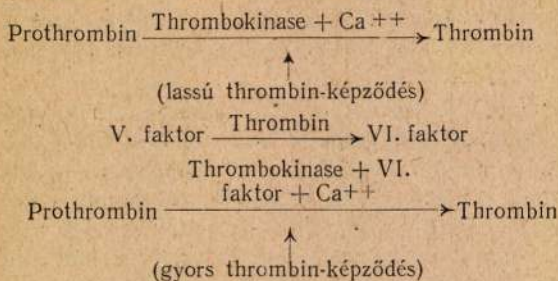 Thrombokinase + Ca ++
Prothrombin → Thrombin
(lassú thrombin-képződés)
Thrombin
V. faktor → VI. faktor
Thrombokinase + VI.
faktor + Ca++
Prothrombin → Thrombin
(gyors thrombin-képződés)